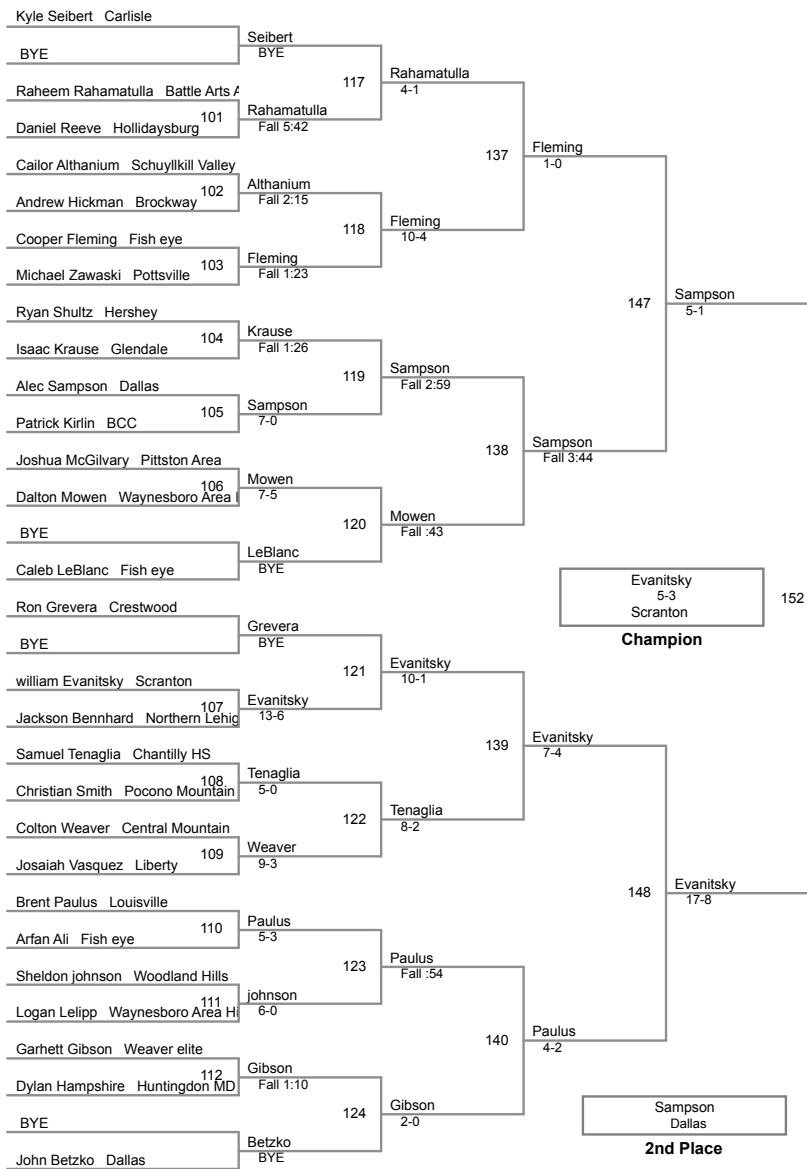 Kyle Seibert Carlisle
Seibert
BYE
BYE
117
Rahamatulla
4-1
Raheem Rahamatulla Battle Arts A
101
Rahamatulla
Fall 5:42
Daniel Reeve Hollidaysburg
137
Fleming
1-0
Cailor Althanium Schuyllkill Valley
102
Althanium
Fall 2:15
Andrew Hickman Brockway
118
Fleming
10-4
Cooper Fleming Fish eye
103
Fleming
Fall 1:23
Michael Zawaski Pottsville
147
Sampson
5-1
Ryan Shultz Hershey
104
Krause
Fall 1:26
Isaac Krause Glendale
119
Sampson
Fall 2:59
Alec Sampson Dallas
105
Sampson
7-0
Patrick Kirlin BCC
138
Sampson
Fall 3:44
Joshua McGilvary Pittston Area
106
Mowen
7-5
Dalton Mowen Waynesboro Area
120
Mowen
Fall :43
BYE
LeBlanc
BYE
Caleb LeBlanc Fish eye
Evanitsky
5-3
Scranton
152
Champion
Ron Grevera Crestwood
Grevera
BYE
BYE
121
Evanitsky
10-1
william Evanitsky Scranton
107
Evanitsky
13-6
Jackson Bennhard Northern Lehig
139
Evanitsky
7-4
Samuel Tenaglia Chantilly HS
108
Tenaglia
5-0
Christian Smith Pocono Mountain
122
Tenaglia
8-2
Colton Weaver Central Mountain
109
Weaver
9-3
Josaiah Vasquez Liberty
148
Evanitsky
17-8
Brent Paulus Louisville
110
Paulus
5-3
Arfan Ali Fish eye
123
Paulus
Fall :54
Sheldon johnson Woodland Hills
111
johnson
6-0
Logan Lelipp Waynesboro Area Hi
140
Paulus
4-2
Garhett Gibson Weaver elite
112
Gibson
Fall 1:10
Dylan Hampshire Huntingdon MD
124
Gibson
2-0
BYE
Betzko
BYE
John Betzko Dallas
Sampson
Dallas
2nd Place